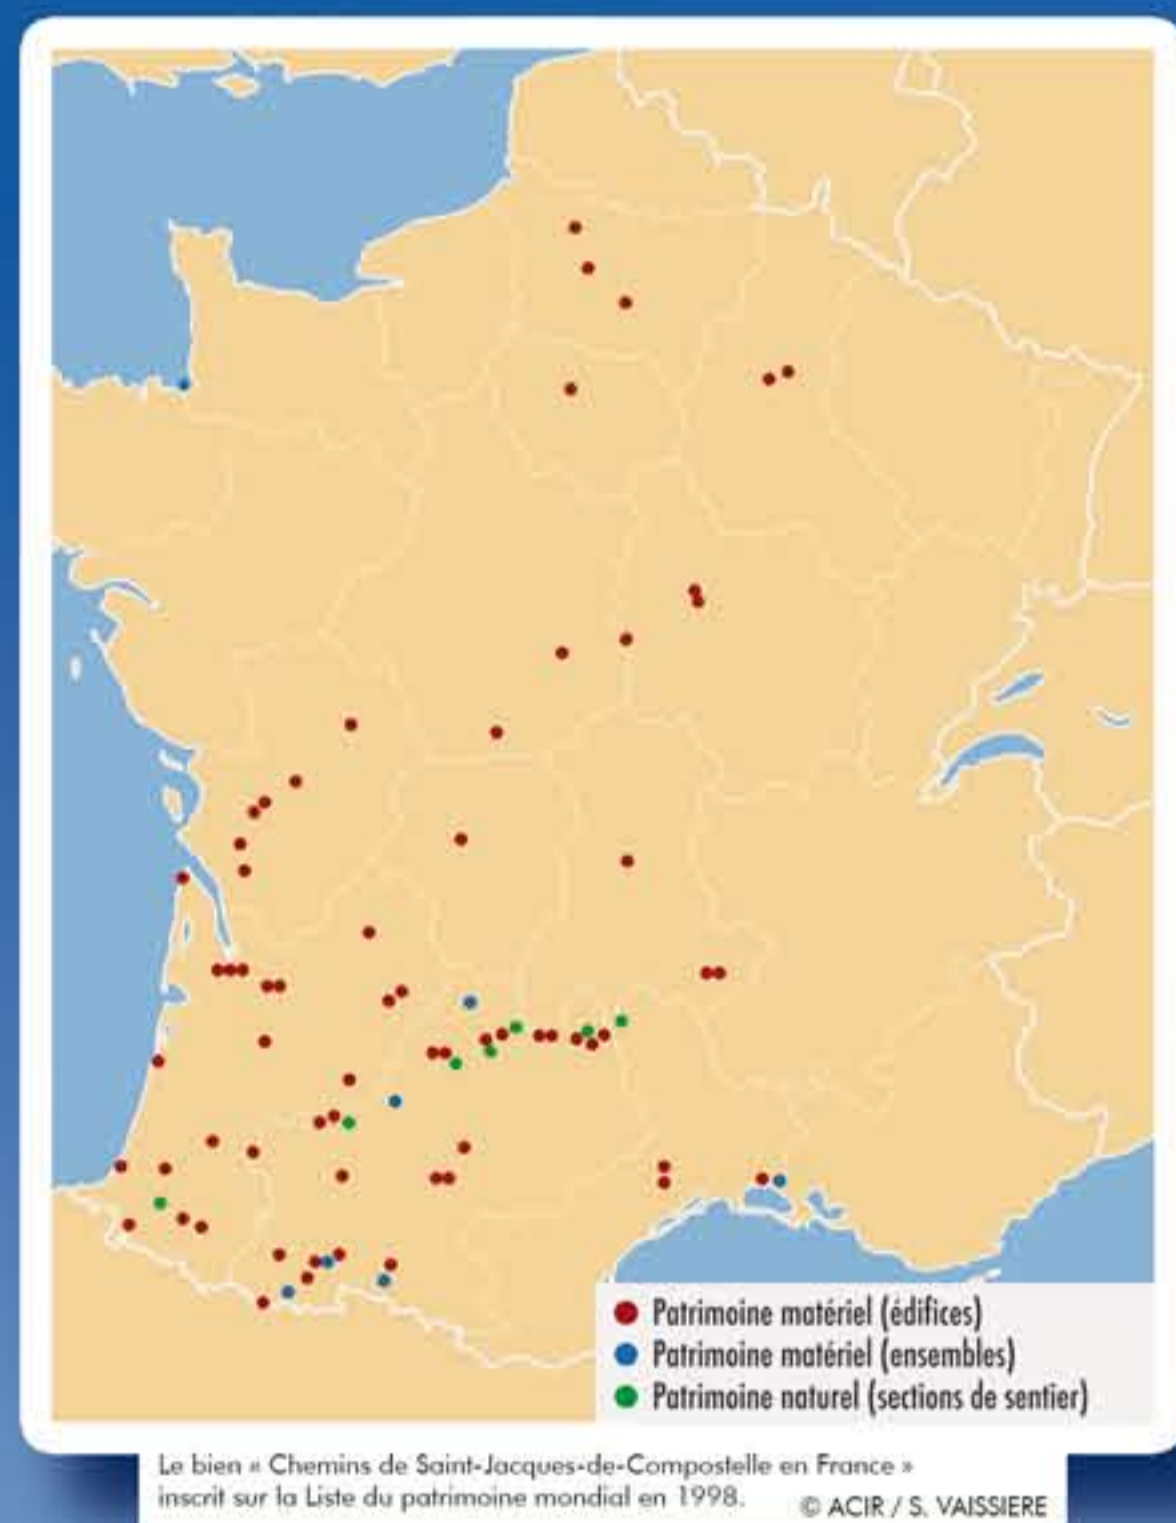 Patrimoine matériel (édifices)
Patrimoine matériel (ensembles)
Patrimoine naturel (sections de sentier)
Le bien « Chemins de Saint-Jacques-de-Compostelle en France »
inscrit sur la Liste du patrimoine mondial en 1998.
© ACIR / S. VAISSIERE